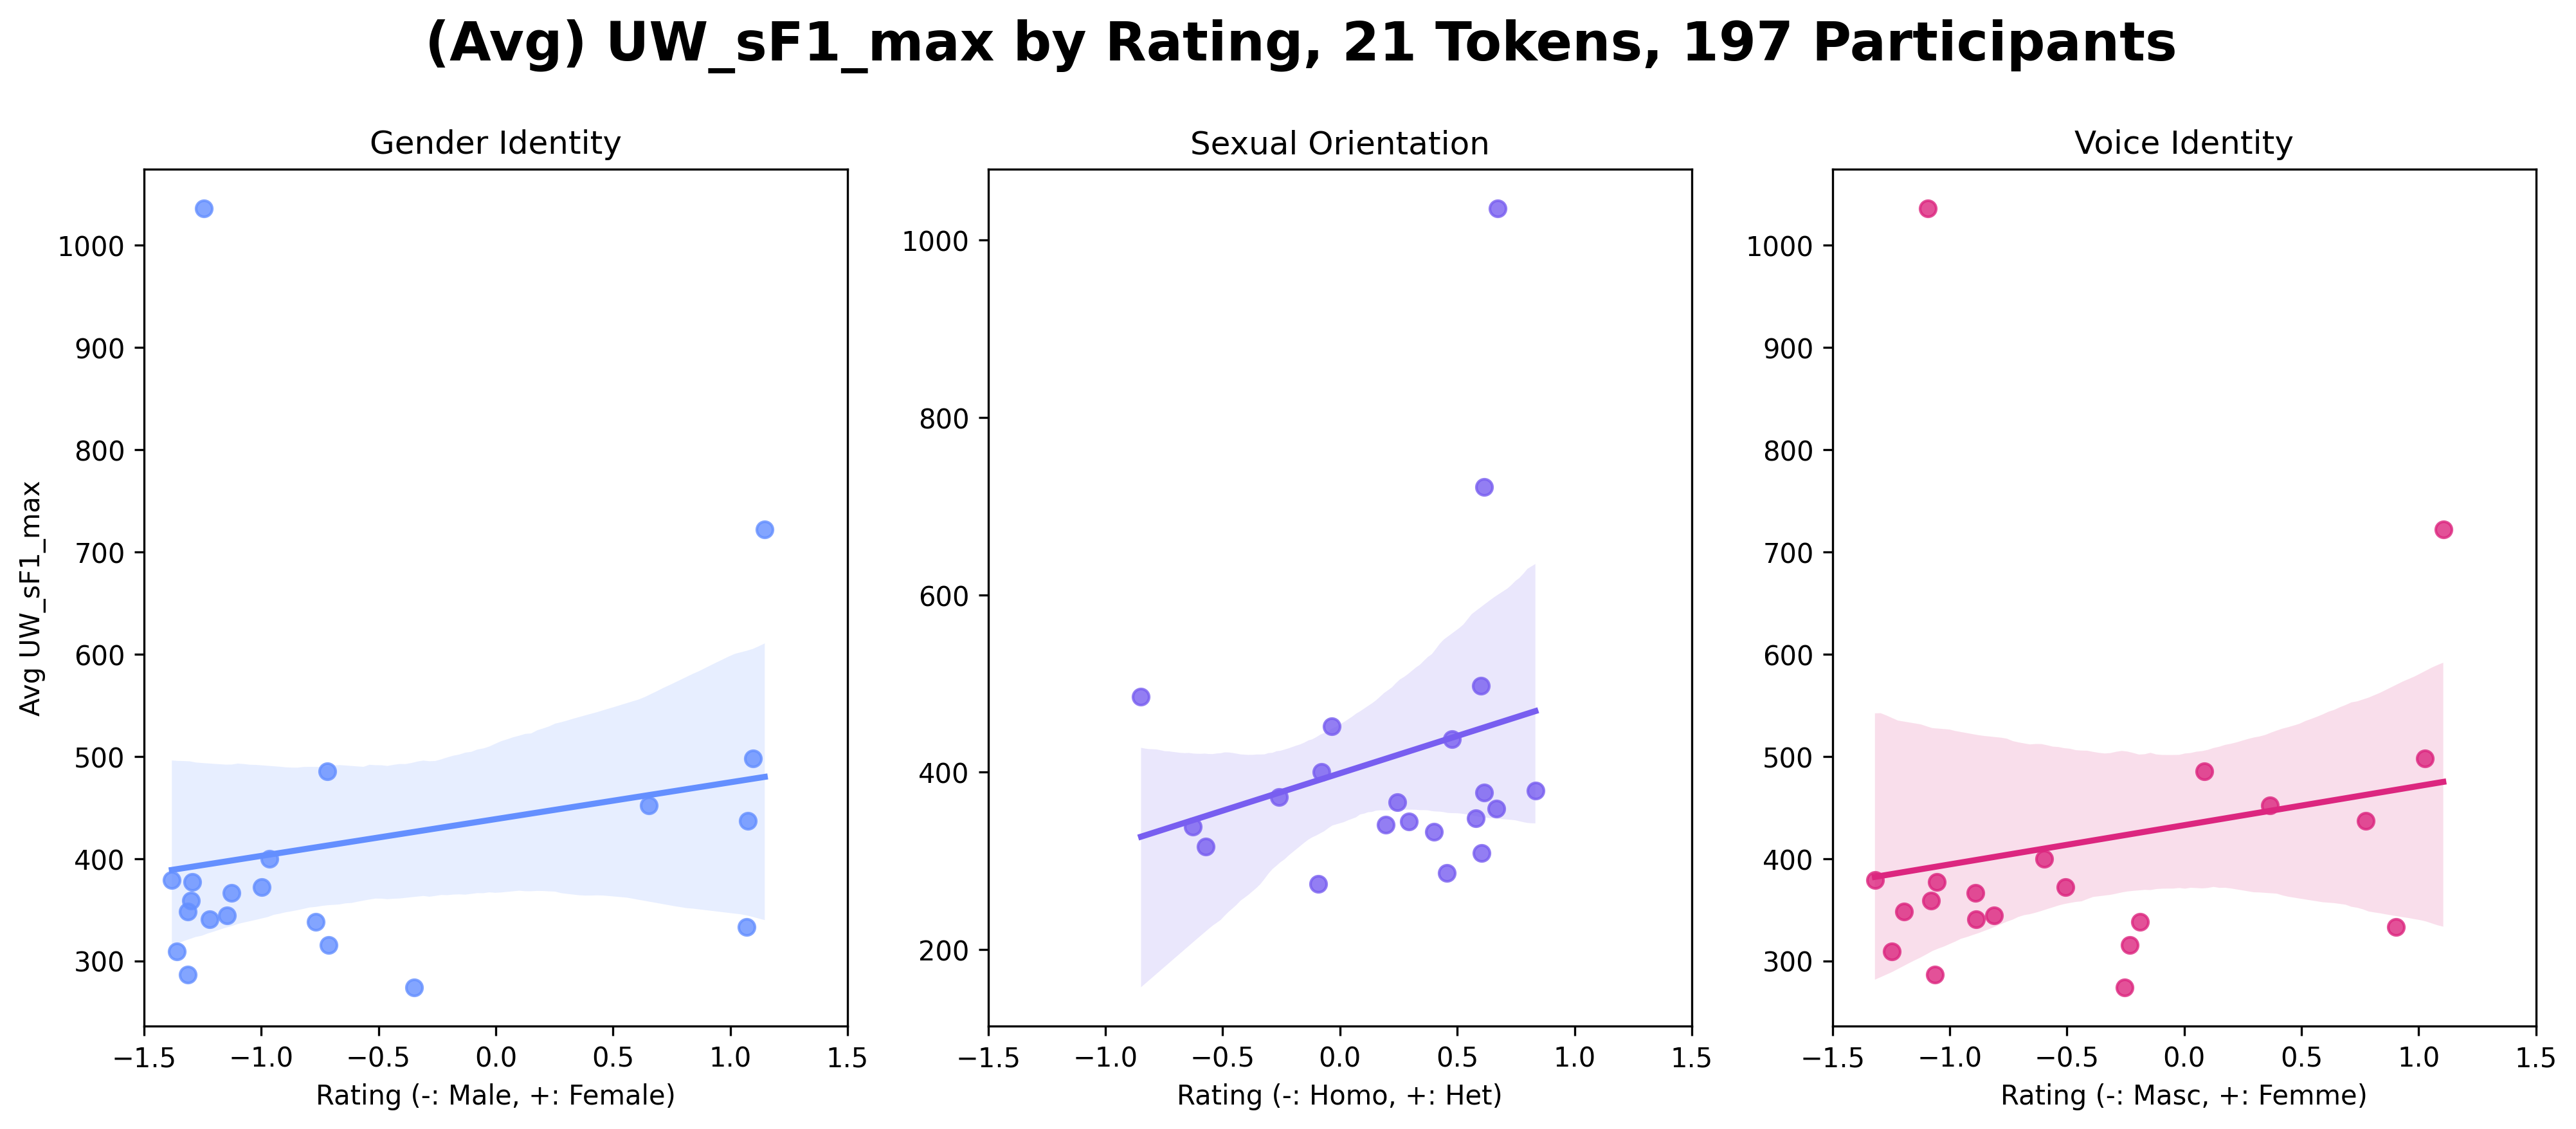 (Avg) UW_sF1_max by Rating, 21 Tokens, 197 Participants
Gender Identity
Avg UW_sF1_max
1000
900
800
700
600
500
400
300
−1.5 −1.0 −0.5 0.0 0.5 1.0 1.5
Rating (-: Male, +: Female)
Sexual Orientation
1000
800
600
400
200
−1.5 −1.0 −0.5 0.0 0.5 1.0 1.5
Rating (-: Homo, +: Het)
Voice Identity
1000
900
800
700
600
500
400
300
−1.5 −1.0 −0.5 0.0 0.5 1.0 1.5
Rating (-: Masc, +: Femme)